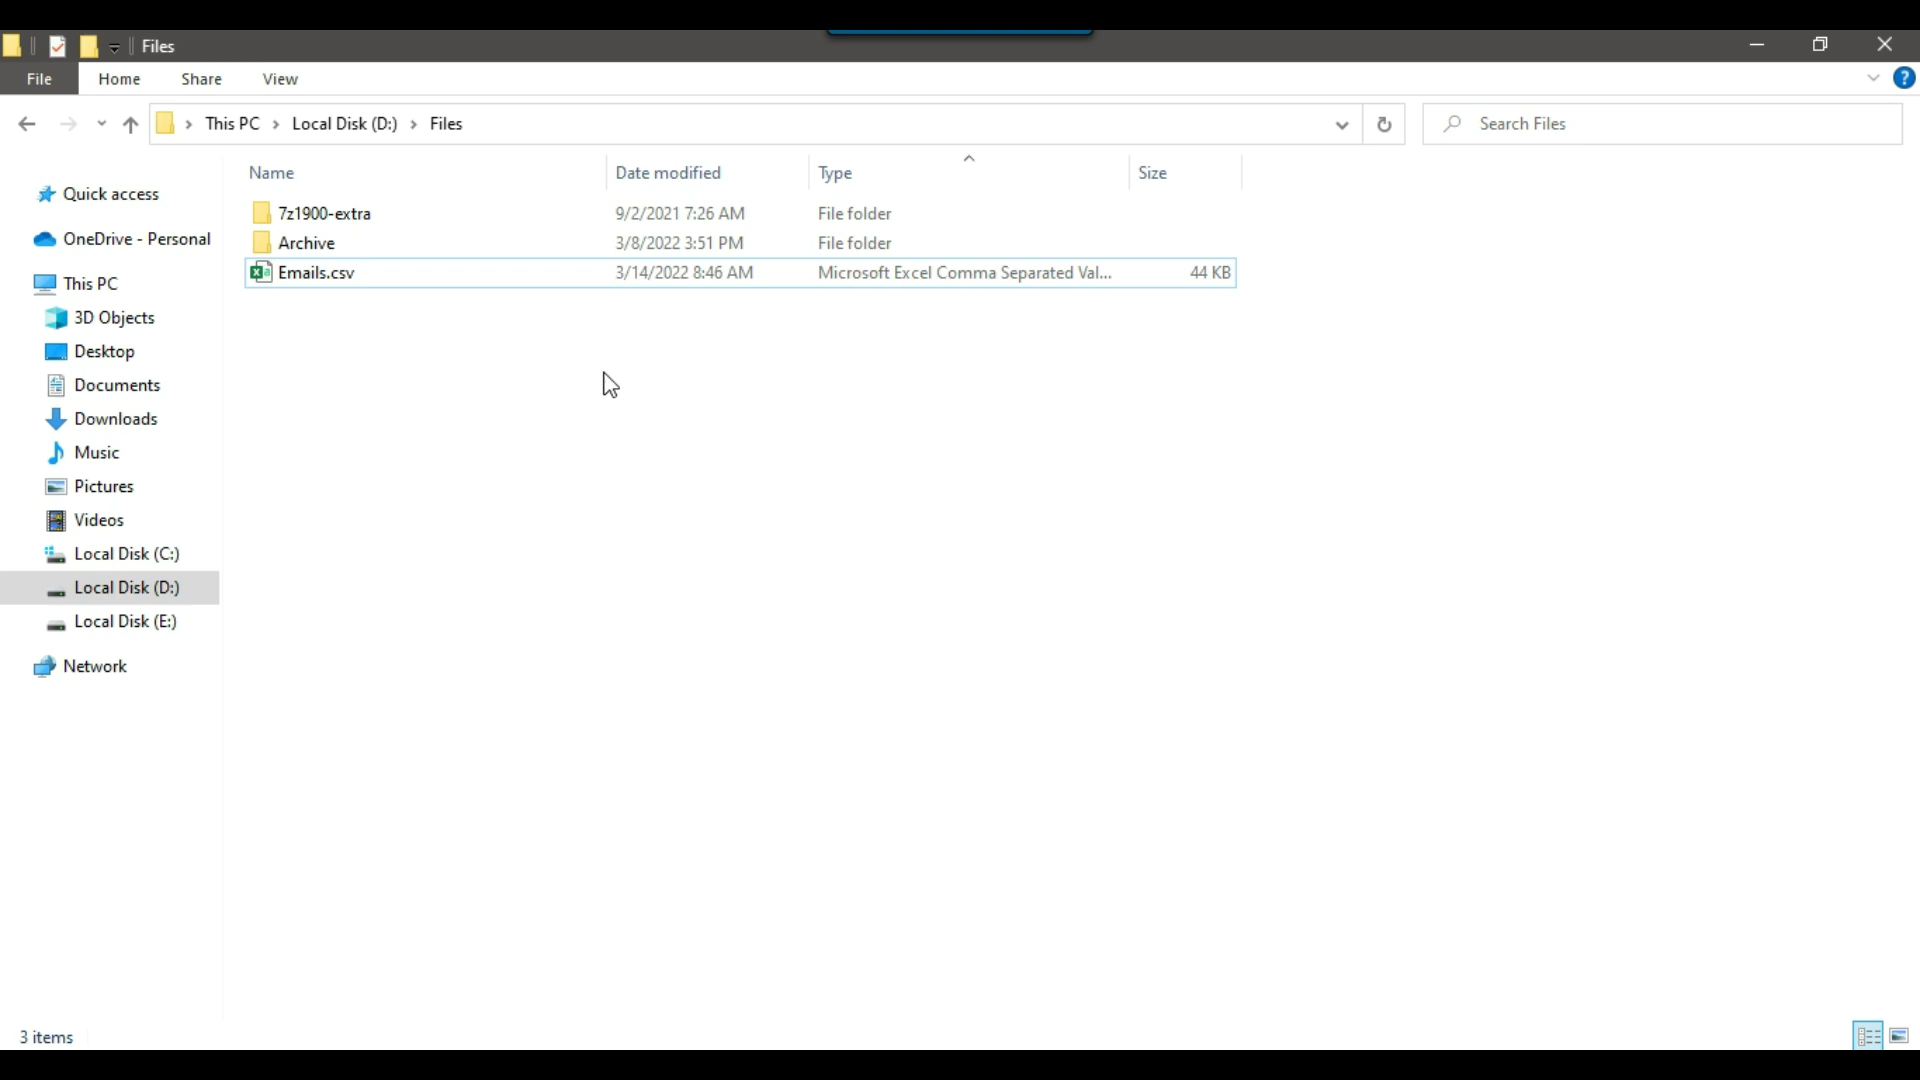 Files
File Home Share View
This PC Local Disk (D:) Files Search Files
Name Date modified Type Size
Quick access
OneDrive - Personal
This PC
3D Objects
Desktop
Documents
Downloads
Music
Pictures
Videos
Local Disk (C:)
Local Disk (D:)
Local Disk (E:)
Network
7z1900-extra 9/2/2021 7:26 AM File folder
Archive 3/8/2022 3:51 PM File folder
Emails.csv 3/14/2022 8:46 AM Microsoft Excel Comma Separated Val... 44 KB
3 items